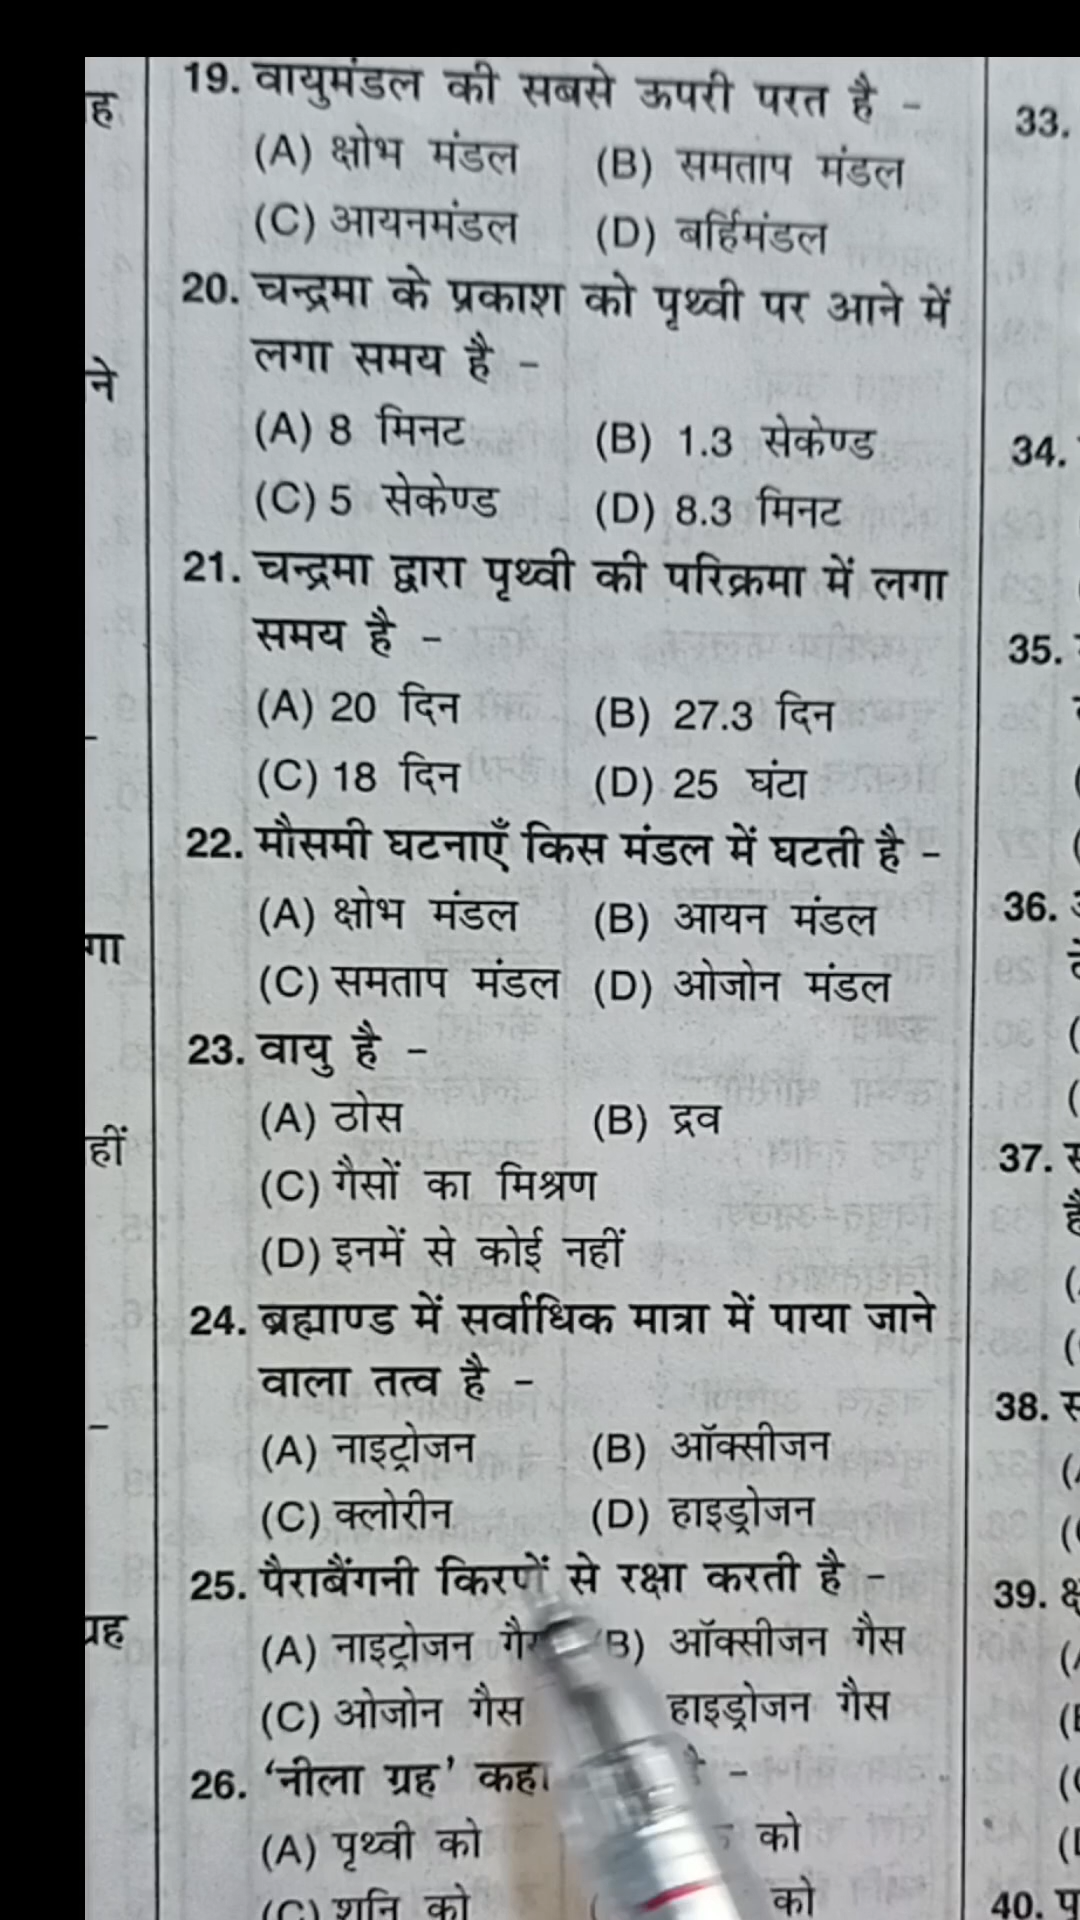 ह
ने
-
गा
हीं
-
ग्रह
19. वायुमंडल की सबसे ऊपरी परत है -
(A) क्षोभ मंडल (B) समताप मंडल
(C) आयनमंडल (D) बर्हिमंडल
20. चन्द्रमा के प्रकाश को पृथ्वी पर आने में
लगा समय है -
(A) 8 मिनट (B) 1.3 सेकेण्ड
(C) 5 सेकेण्ड (D) 8.3 मिनट
21. चन्द्रमा द्वारा पृथ्वी की परिक्रमा में लगा
समय है -
(A) 20 दिन (B) 27.3 दिन
(C) 18 दिन (D) 25 घंटा
22. मौसमी घटनाएँ किस मंडल में घटती है -
(A) क्षोभ मंडल (B) आयन मंडल
(C) समताप मंडल (D) ओजोन मंडल
23. वायु है -
(A) ठोस (B) द्रव
(C) गैसों का मिश्रण
(D) इनमें से कोई नहीं
24. ब्रह्माण्ड में सर्वाधिक मात्रा में पाया जाने
वाला तत्व है -
(A) नाइट्रोजन (B) ऑक्सीजन
(C) क्लोरीन (D) हाइड्रोजन
25. पैराबैंगनी किरणों से रक्षा करती है -
(A) नाइट्रोजन गैस (B) ऑक्सीजन गैस
(C) ओजोन गैस हाइड्रोजन गैस
26. 'नीला ग्रह' कहा है -
(A) पृथ्वी को को
(C) शनि को को
33.
34.
35.
36.
37.
38.
39.
40.